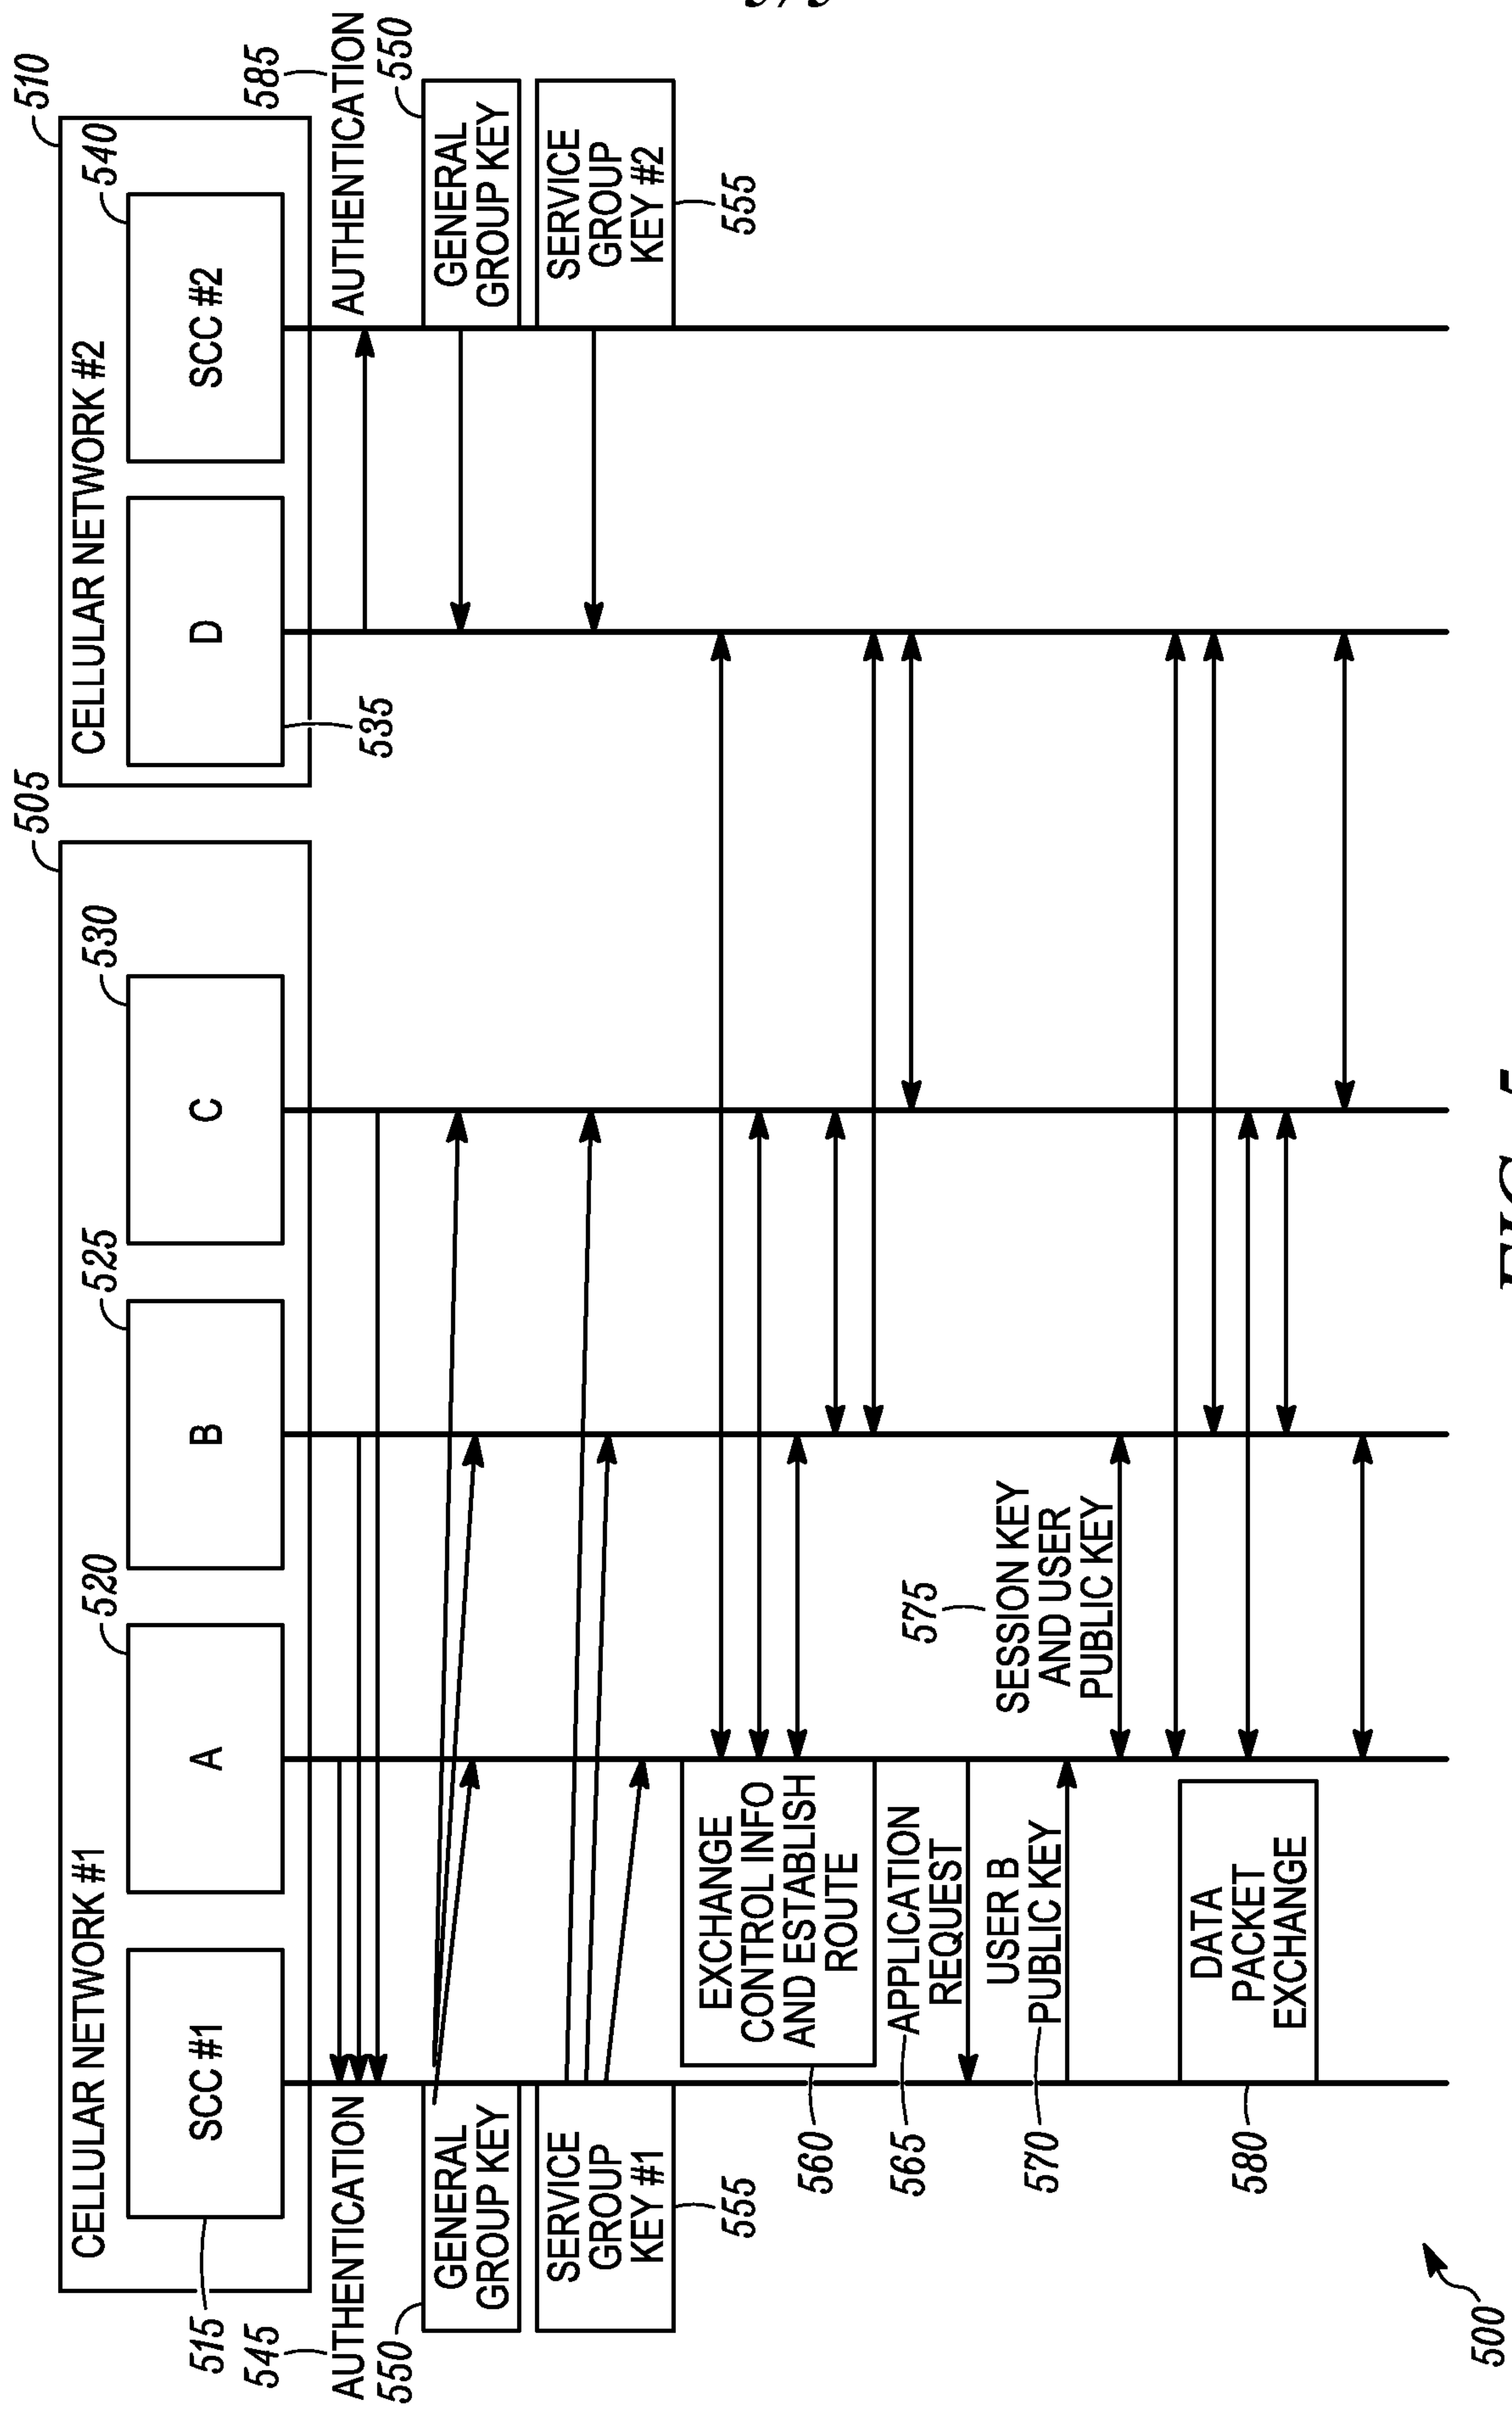 510
CELLULAR NETWORK #2
540
SCC #2
D
535
585
AUTHENTICATION
550
GENERAL
GROUP KEY
SERVICE
GROUP
KEY #2
555
505
CELLULAR NETWORK #1
530
C
525
B
520
A
SCC #1
515
545
AUTHENTICATION
550
GENERAL
GROUP KEY
SERVICE
GROUP
KEY #1
555
EXCHANGE
CONTROL INFO
AND ESTABLISH
ROUTE
560
565
APPLICATION
REQUEST
570
USER B
PUBLIC KEY
575
SESSION KEY
AND USER
PUBLIC KEY
DATA
PACKET
EXCHANGE
580
500